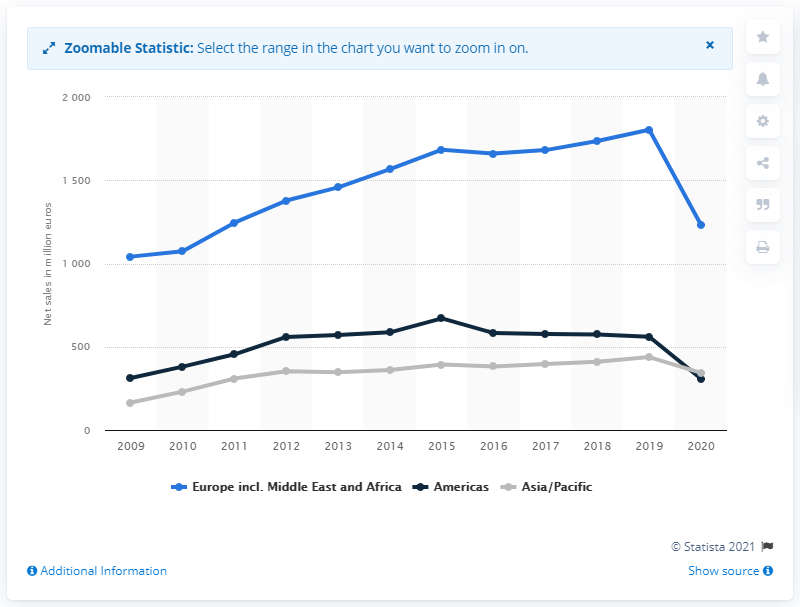 Zoomable Statistic: Select the range in the chart you want to zoom in on.
×
2 000
1 500
1 000
500
0
Net sales in million euros
2009 2010 2011 2012 2013 2014 2015 2016 2017 2018 2019 2020
Europe incl. Middle East and Africa Americas Asia/Pacific
© Statista 2021
Additional Information Show source